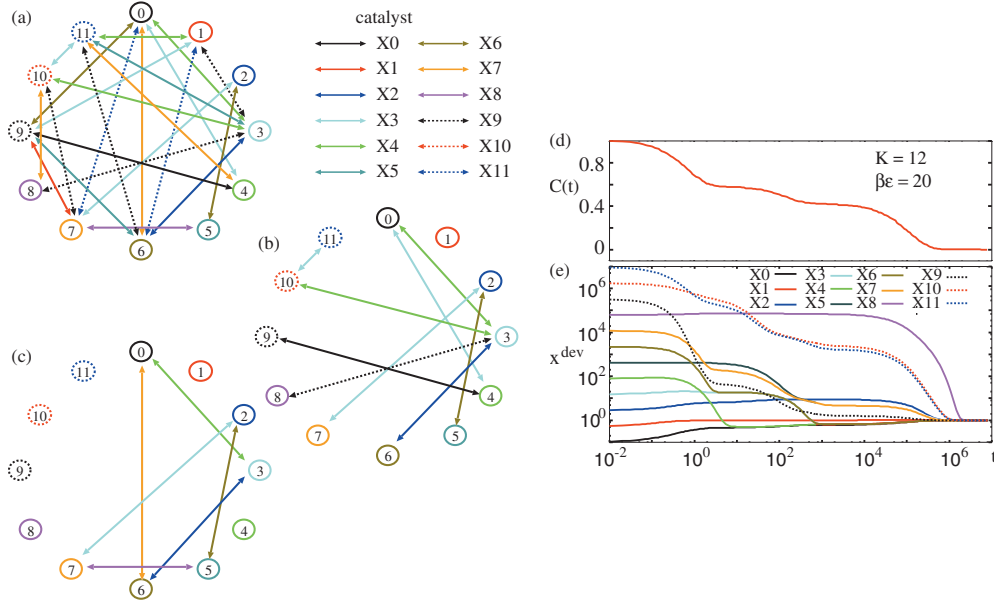 (a)
0
1
2
3
4
5
6
7
8
9
10
11
catalyst
X0 X6
X1 X7
X2 X8
X3 X9
X4 X10
X5 X11
(b)
0
1
2
3
4
5
6
7
8
9
10
11
(c)
0
1
2
3
4
5
6
7
8
9
10
11
(d)
0.8
C(t)
0.4
0
K = 12
βε = 20
(e)
X0 X3 X6 X9
X1 X4 X7 X10
X2 X5 X8 X11
10^6
10^4
x^dev
10^2
10^0
10^-2 10^0 10^2 10^4 10^6